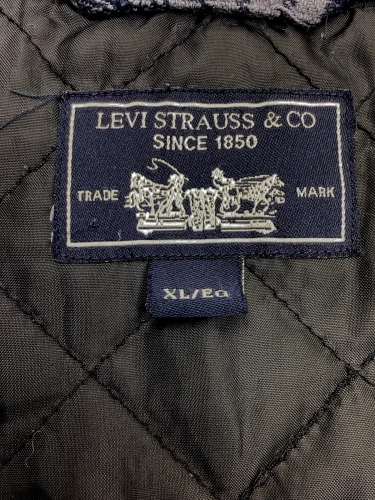 LEVI STRAUSS & CO
SINCE 1850
TRADE MARK
XL/EG